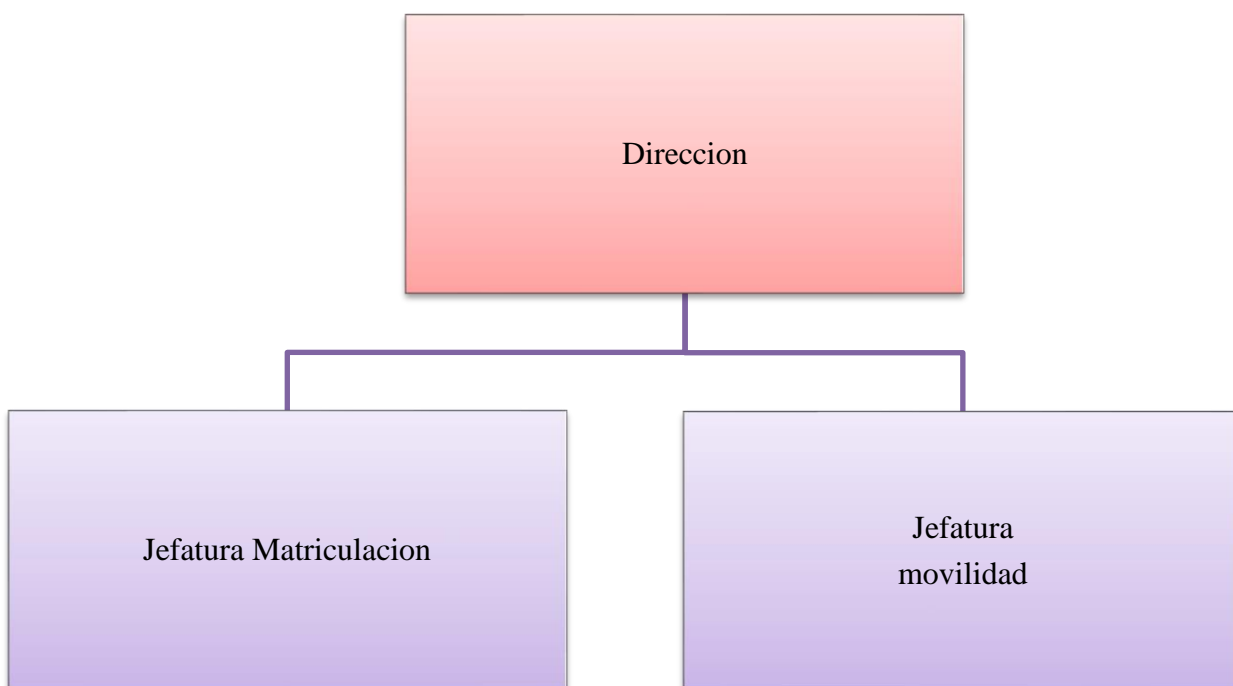 Direccion
Jefatura Matriculacion
Jefatura
movilidad